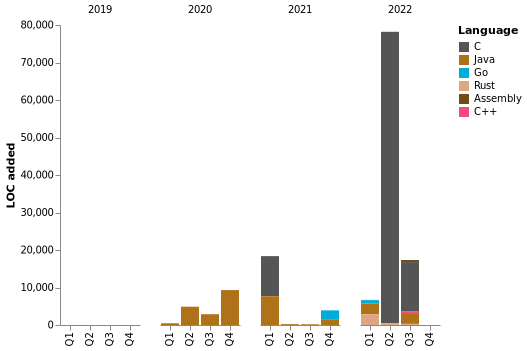 2019 2020 2021 2022
Language
C
Java
Go
Rust
Assembly
C++
LOC added
80,000
70,000
60,000
50,000
40,000
30,000
20,000
10,000
0
Q1 Q2 Q3 Q4 Q1 Q2 Q3 Q4 Q1 Q2 Q3 Q4 Q1 Q2 Q3 Q4